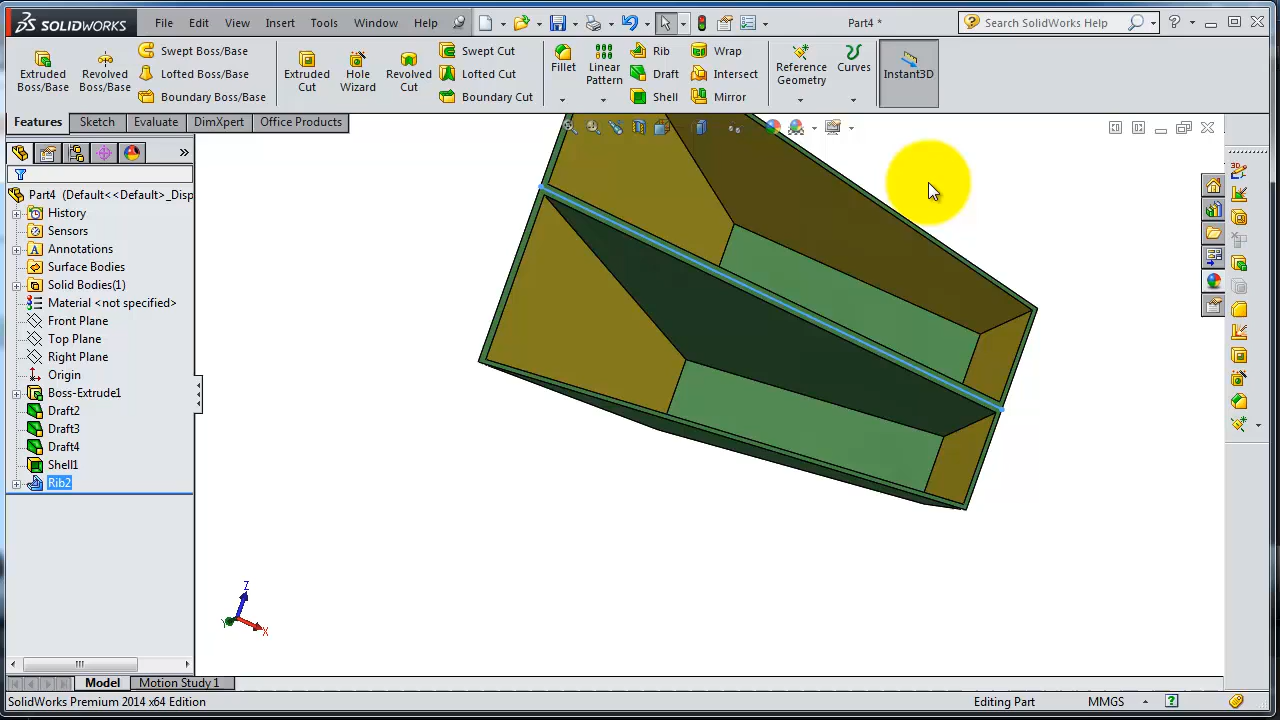 SOLIDWORKS File Edit View Insert Tools Window Help Part4 * Search SolidWorks Help
Extruded Boss/Base
Revolved Boss/Base
Swept Boss/Base
Lofted Boss/Base
Boundary Boss/Base
Extruded Cut
Hole Wizard
Revolved Cut
Swept Cut
Lofted Cut
Boundary Cut
Fillet
Linear Pattern
Rib
Draft
Shell
Wrap
Intersect
Mirror
Reference Geometry
Curves
Instant3D
Features Sketch Evaluate DimXpert Office Products
Part4 (Default<<Default>_Disp
History
Sensors
Annotations
Surface Bodies
Solid Bodies(1)
Material <not specified>
Front Plane
Top Plane
Right Plane
Origin
Boss-Extrude1
Draft2
Draft3
Draft4
Shell1
Rib2
Z
Y
X
Model Motion Study 1
SolidWorks Premium 2014 x64 Edition Editing Part MMGS